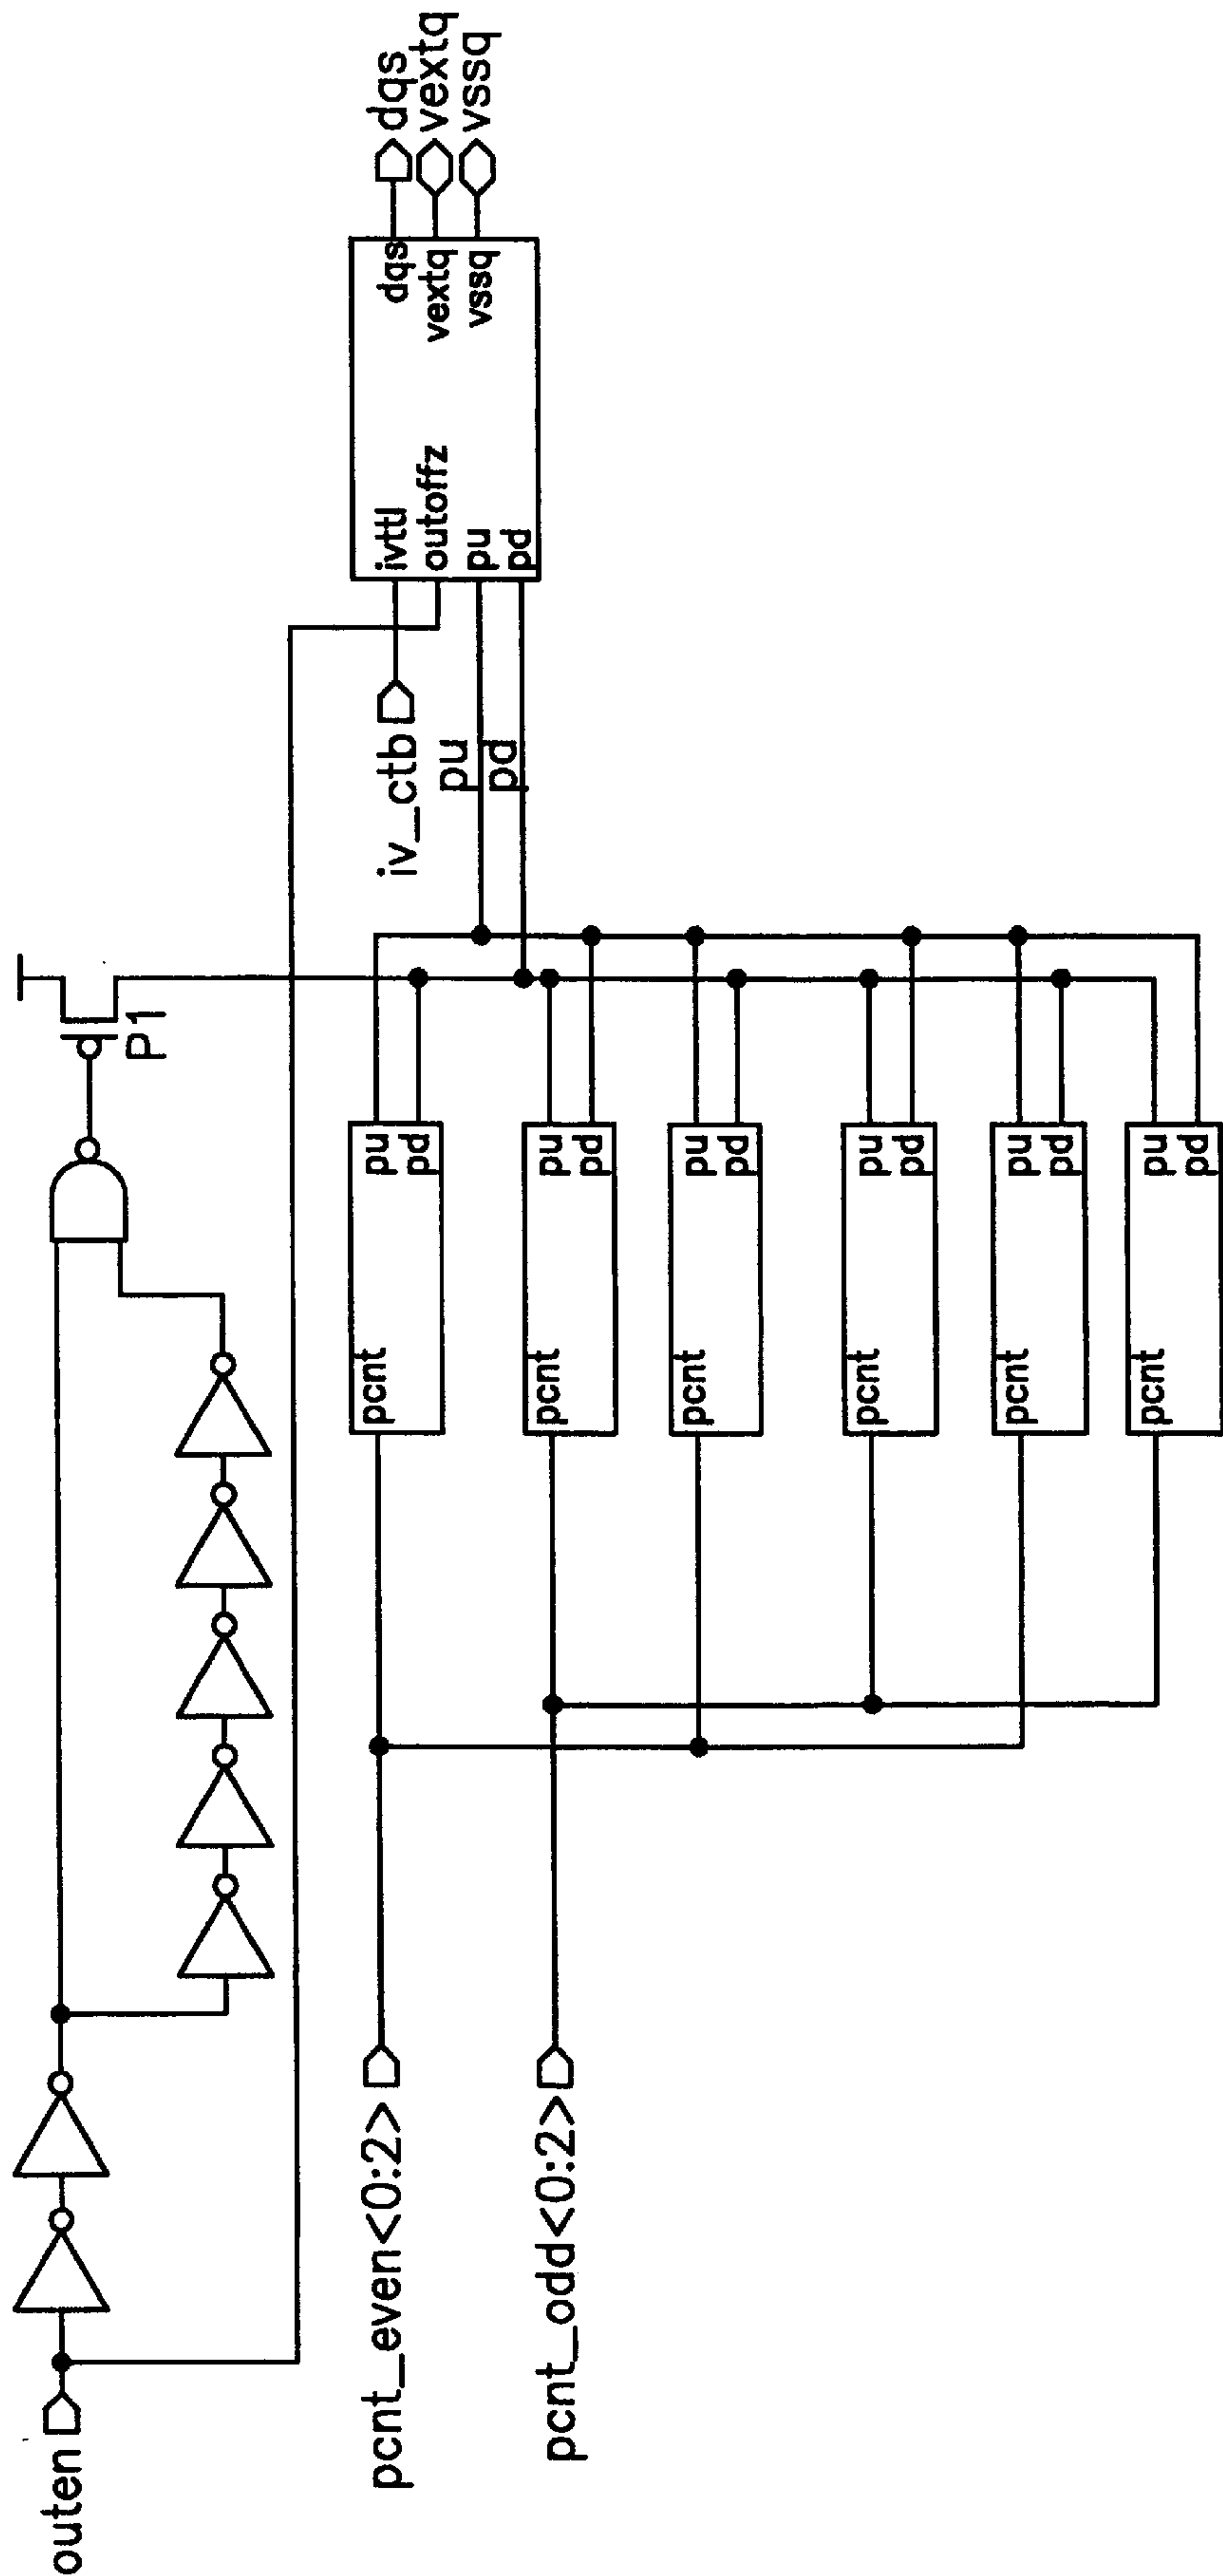 outen
P1
pcnt_even<0:2>
pcnt_odd<0:2>
pcnt
pu
pd
pcnt
pu
pd
pcnt
pu
pd
pcnt
pu
pd
pcnt
pu
pd
pcnt
pu
pd
iv_ctb
pu
pd
ivttl
outoffz
pu
pd
dqs
vextq
vssq
dqs
vextq
vssq